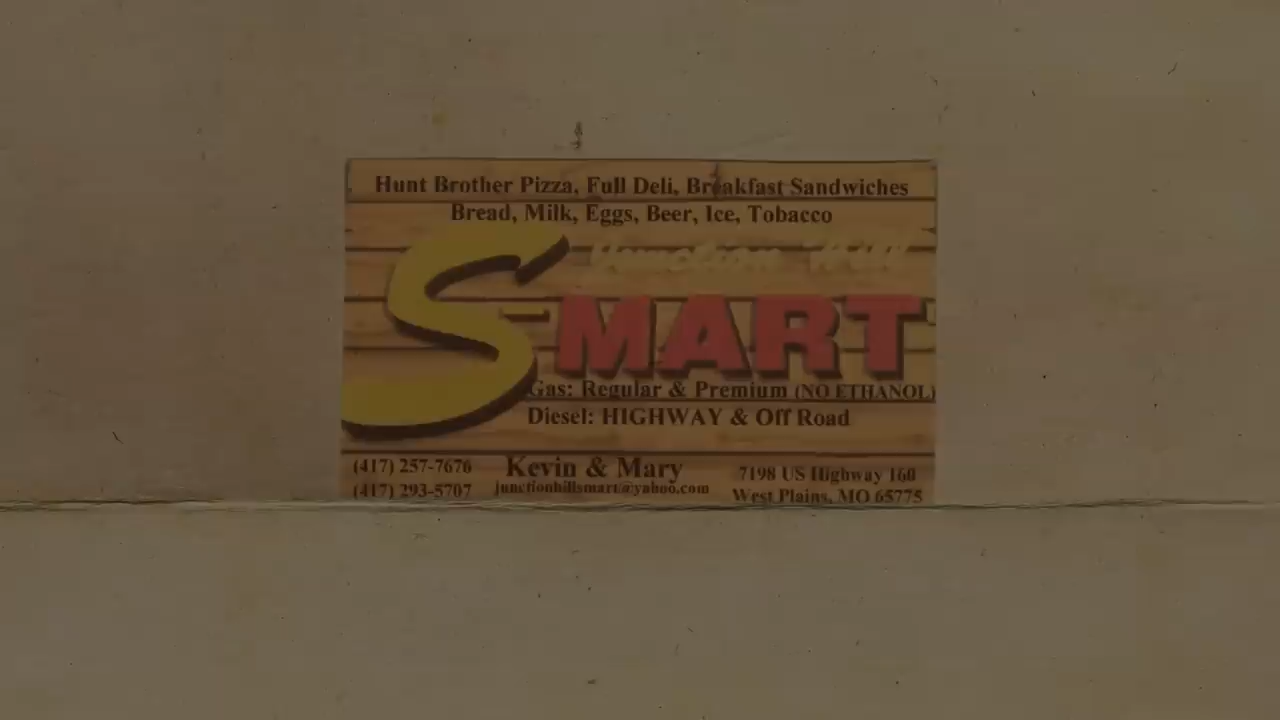 Hunt Brother Pizza, Full Deli, Breakfast Sandwiches
Bread, Milk, Eggs, Beer, Ice, Tobacco
Junction Hill
SMART
Gas: Regular & Premium (NO ETHANOL)
Diesel: HIGHWAY & Off Road
(417) 257-7676
(417) 293-5707
Kevin & Mary
junctionhillsmart@yahoo.com
7198 US Highway 160
West Plains, MO 65775